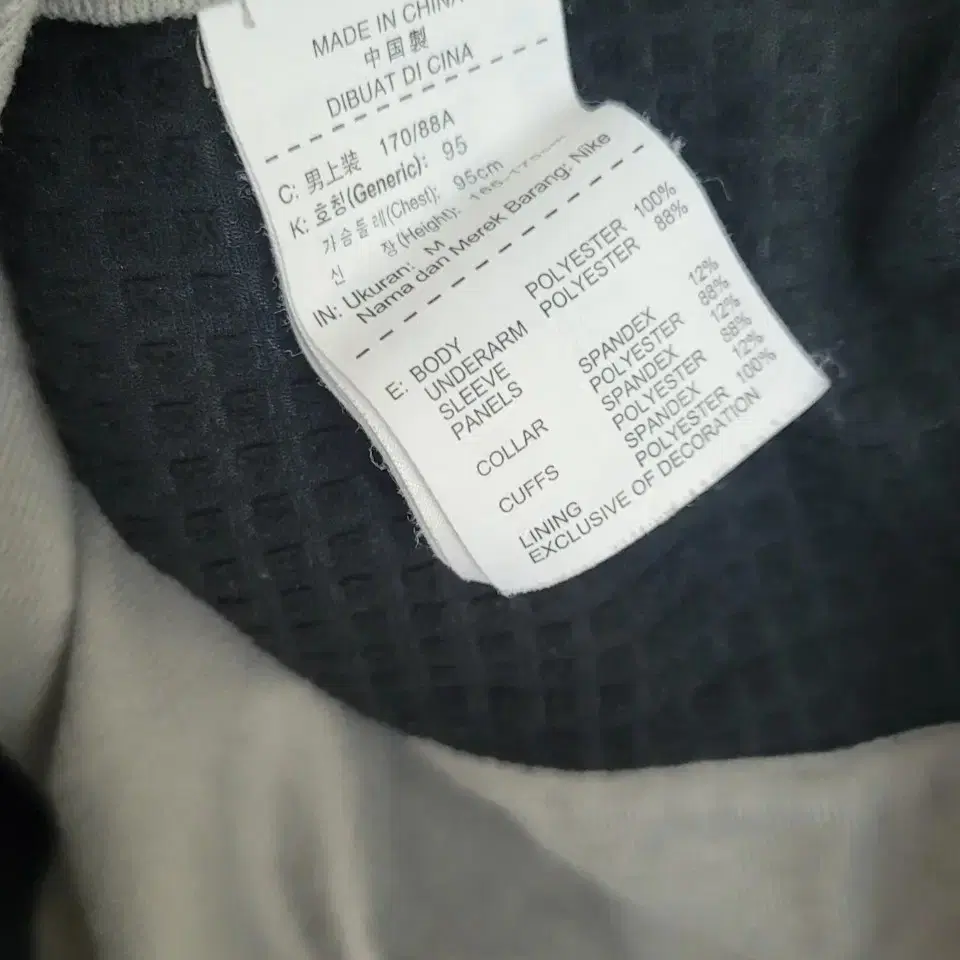 MADE IN CHINA
中国製
DIBUAT DI CINA
C: 男上装 170/88A
K: 호칭(Generic): 95
가슴둘레(Chest): 95cm
신 장(Height):
IN: Ukuran: M
Nama dan Merek Barang: Nike
E: BODY POLYESTER 100%
UNDERARM POLYESTER 88%
SLEEVE
PANELS SPANDEX 12%
POLYESTER 88%
COLLAR SPANDEX 12%
POLYESTER 88%
CUFFS SPANDEX 12%
POLYESTER 100%
LINING
EXCLUSIVE OF DECORATION